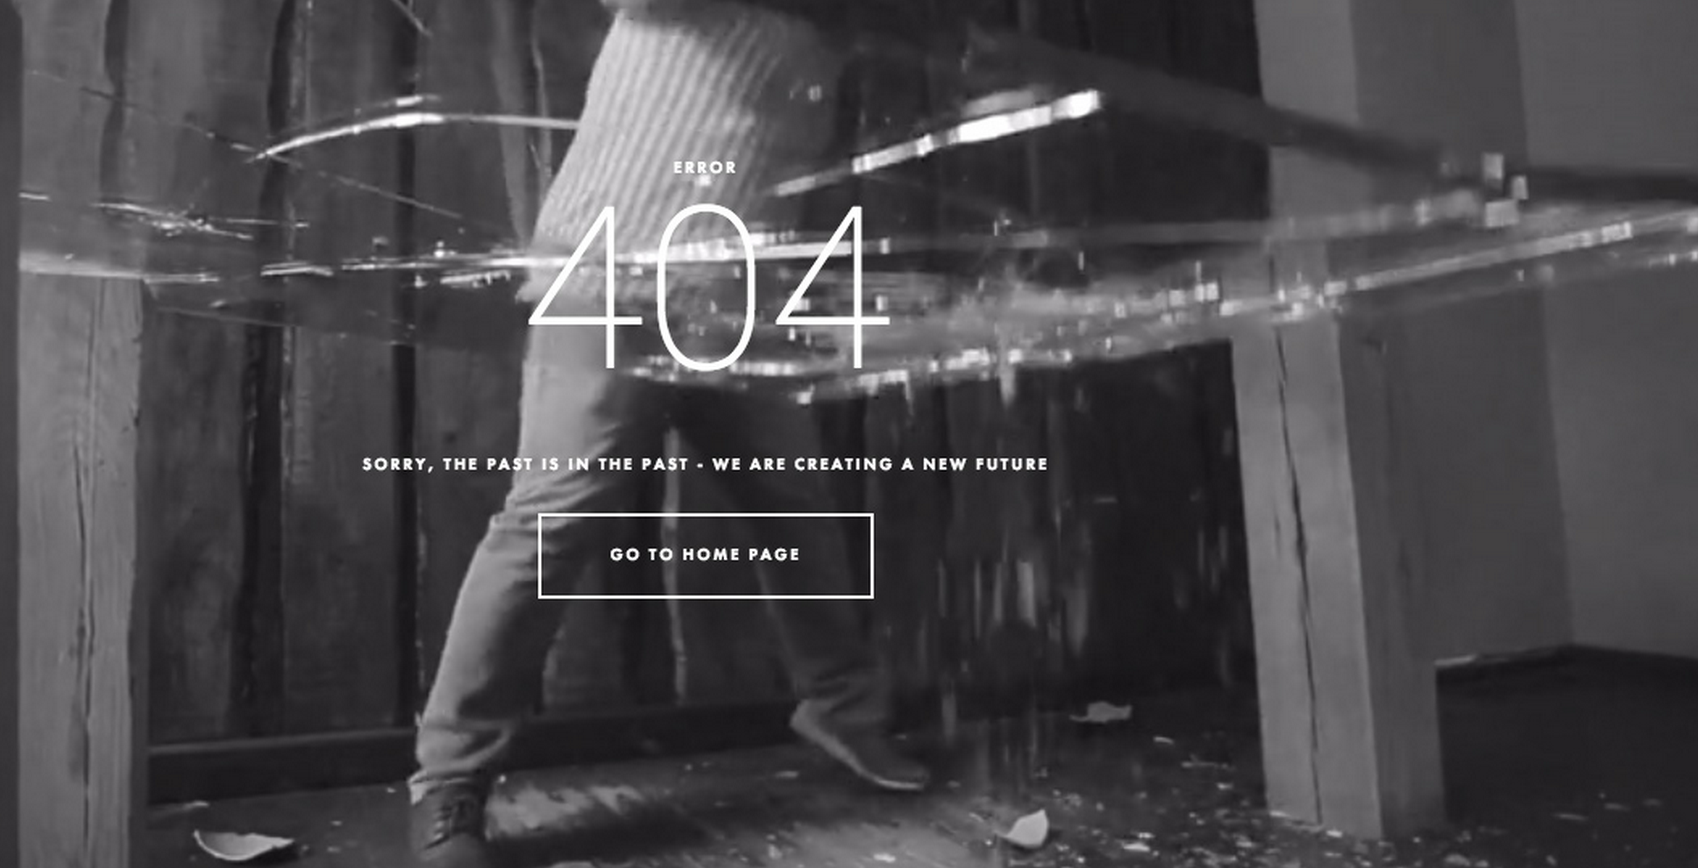 ERROR
404
SORRY, THE PAST IS IN THE PAST - WE ARE CREATING A NEW FUTURE
GO TO HOME PAGE